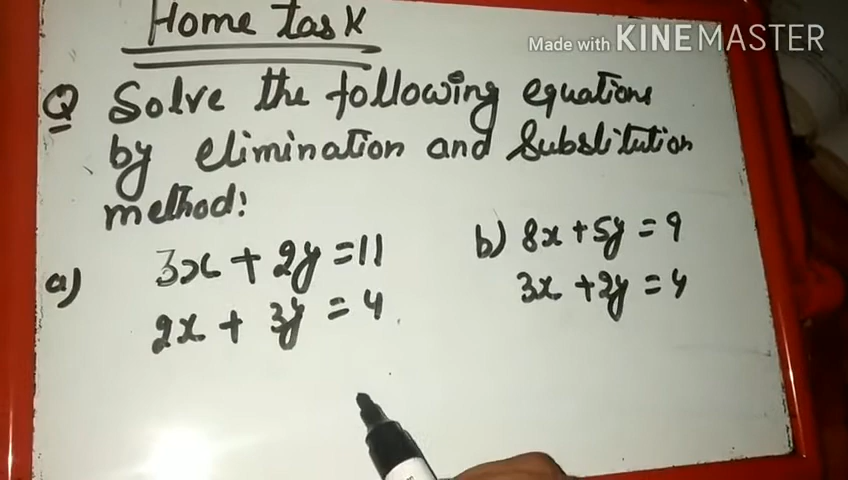 Home task
Made with KINEMASTER
Q Solve the following equations
by elimination and Substitution
method:
a) 3x + 2y = 11
2x + 3y = 4
b) 8x + 5y = 9
3x + 2y = 4